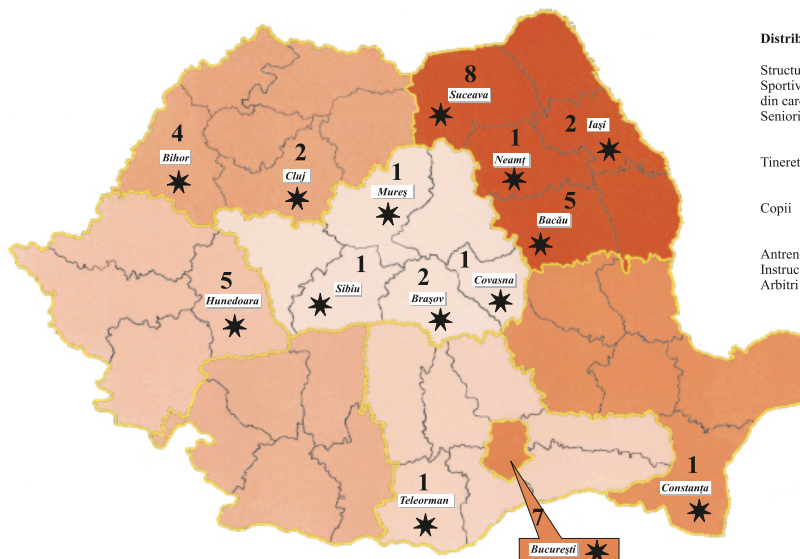 8
Suceava
2
Iași
1
Neamț
5
Bacău
4
Bihor
2
Cluj
1
Mureș
1
Sibiu
2
Brașov
1
Covasna
5
Hunedoara
1
Teleorman
7
București
1
Constanța
Distrib
Structu
Sportiv
din care
Seniori
Tineret
Copii
Antren
Instruc
Arbitri